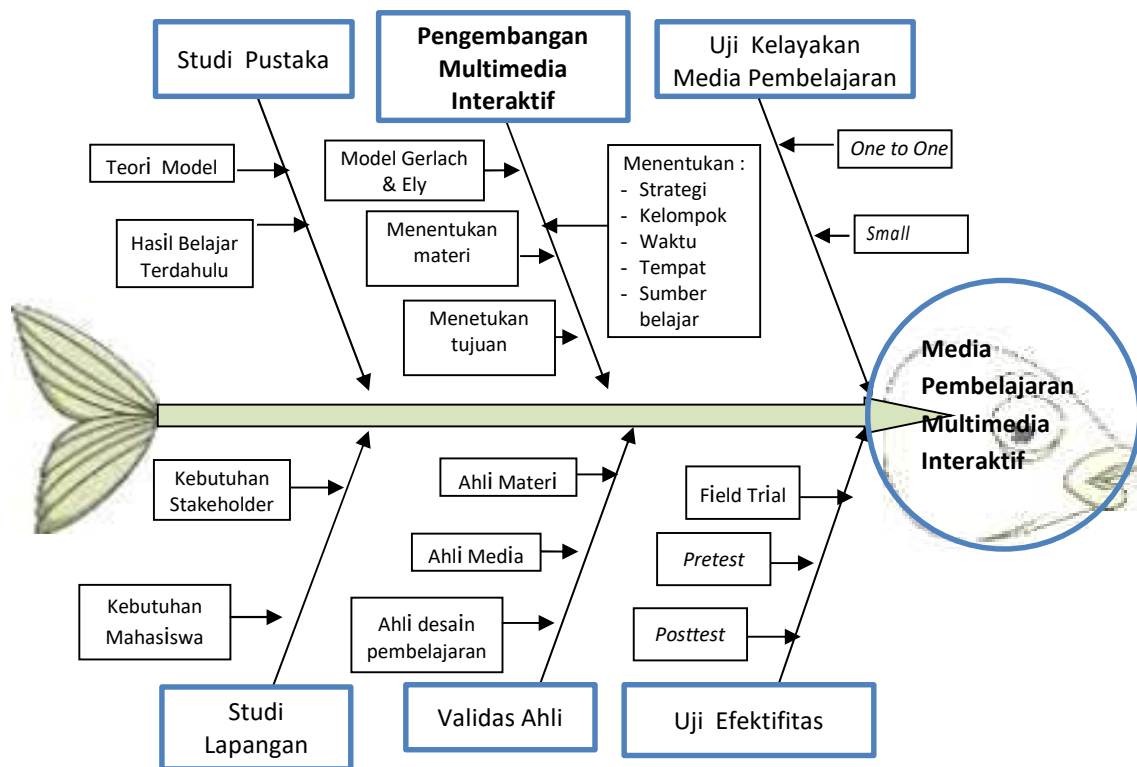 Studi Pustaka
Pengembangan
Multimedia
Interaktif
Uji Kelayakan
Media Pembelajaran
Teori Model
Hasil Belajar
Terdahulu
Model Gerlach
& Ely
Menentukan
materi
Menetukan
tujuan
Menentukan :
- Strategi
- Kelompok
- Waktu
- Tempat
- Sumber
belajar
One to One
Small
Media
Pembelajaran
Multimedia
Interaktif
Kebutuhan
Stakeholder
Kebutuhan
Mahasiswa
Ahli Materi
Ahli Media
Ahli desain
pembelajaran
Field Trial
Pretest
Posttest
Studi
Lapangan
Validas Ahli
Uji Efektifitas